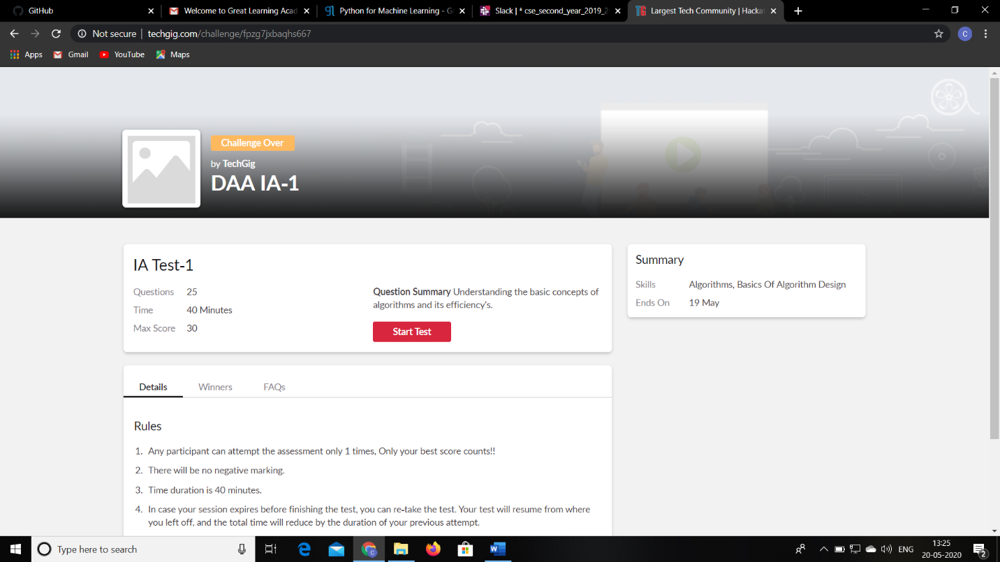 GitHub
Welcome to Great Learning Acad
Python for Machine Learning - G
Slack | * cse_second_year_2019_2
Largest Tech Community | Hacka
Not secure | techgig.com/challenge/fpzg7jxbaqhs667
C
Apps Gmail YouTube Maps
Challenge Over
by TechGig
DAA IA-1
IA Test-1
Questions 25
Time 40 Minutes
Max Score 30
Question Summary Understanding the basic concepts of
algorithms and its efficiency's.
Start Test
Summary
Skills Algorithms, Basics Of Algorithm Design
Ends On 19 May
Details Winners FAQs
Rules
1. Any participant can attempt the assessment only 1 times, Only your best score counts!!
2. There will be no negative marking.
3. Time duration is 40 minutes.
4. In case your session expires before finishing the test, you can re-take the test. Your test will resume from where
you left off, and the total time will reduce by the duration of your previous attempt.
Type here to search
ENG
13:25
20-05-2020
2